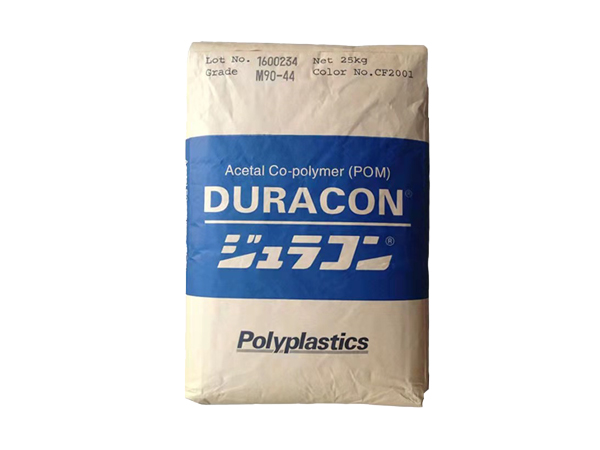 Lot No. 1600234 Net 25kg
Grade M90-44 Color No.CF2001
Acetal Co-polymer (POM)
DURACON®
ジュラコン®
Polyplastics